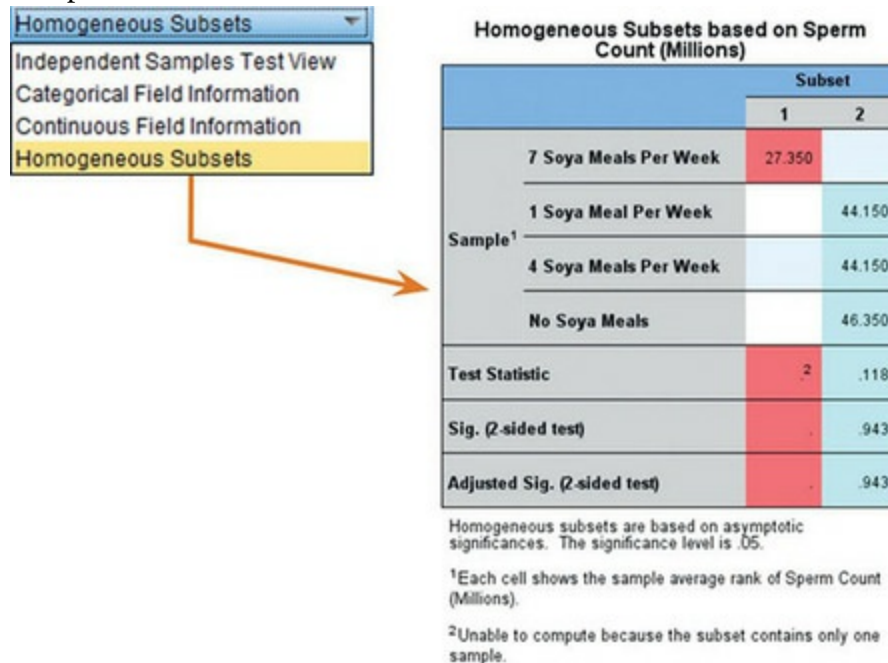 Homogeneous Subsets
Independent Samples Test View
Categorical Field Information
Continuous Field Information
Homogeneous Subsets
Homogeneous Subsets based on Sperm
Count (Millions)
Subset
1 2
7 Soya Meals Per Week 27.350
1 Soya Meal Per Week 44.150
Sample¹
4 Soya Meals Per Week 44.150
No Soya Meals 46.350
Test Statistic .² .118
Sig. (2-sided test) . .943
Adjusted Sig. (2-sided test) . .943
Homogeneous subsets are based on asymptotic
significances. The significance level is .05.
¹Each cell shows the sample average rank of Sperm Count
(Millions).
²Unable to compute because the subset contains only one
sample.